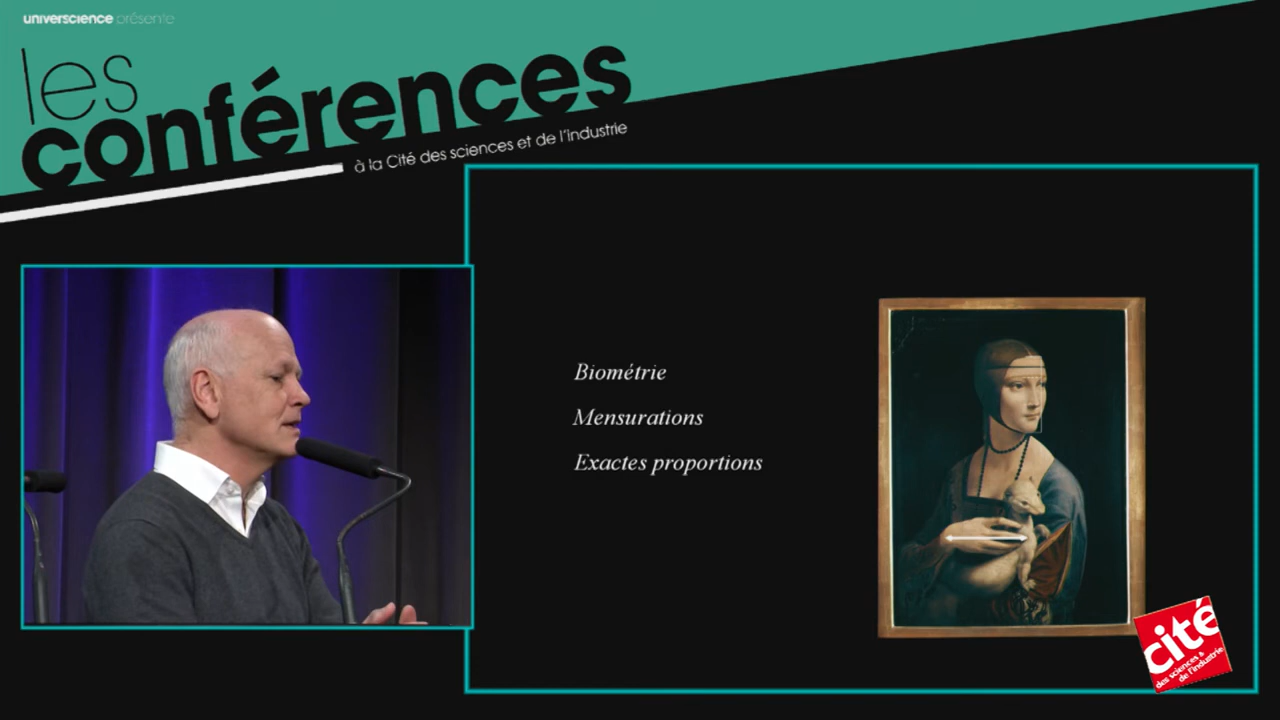 universcience présente
les
conférences
à la Cité des sciences et de l'industrie
Biométrie
Mensurations
Exactes proportions
cité
des sciences &
de l'industrie